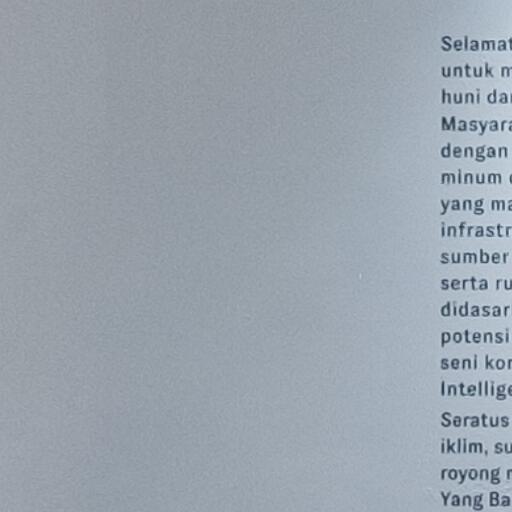 Selamat
untuk m
huni da
Masyara
dengan
minum
yang ma
infrastr
sumber
serta ru
didasar
potensi
seni kor
Intellige
Seratus
iklim, su
royong
Yang Ba